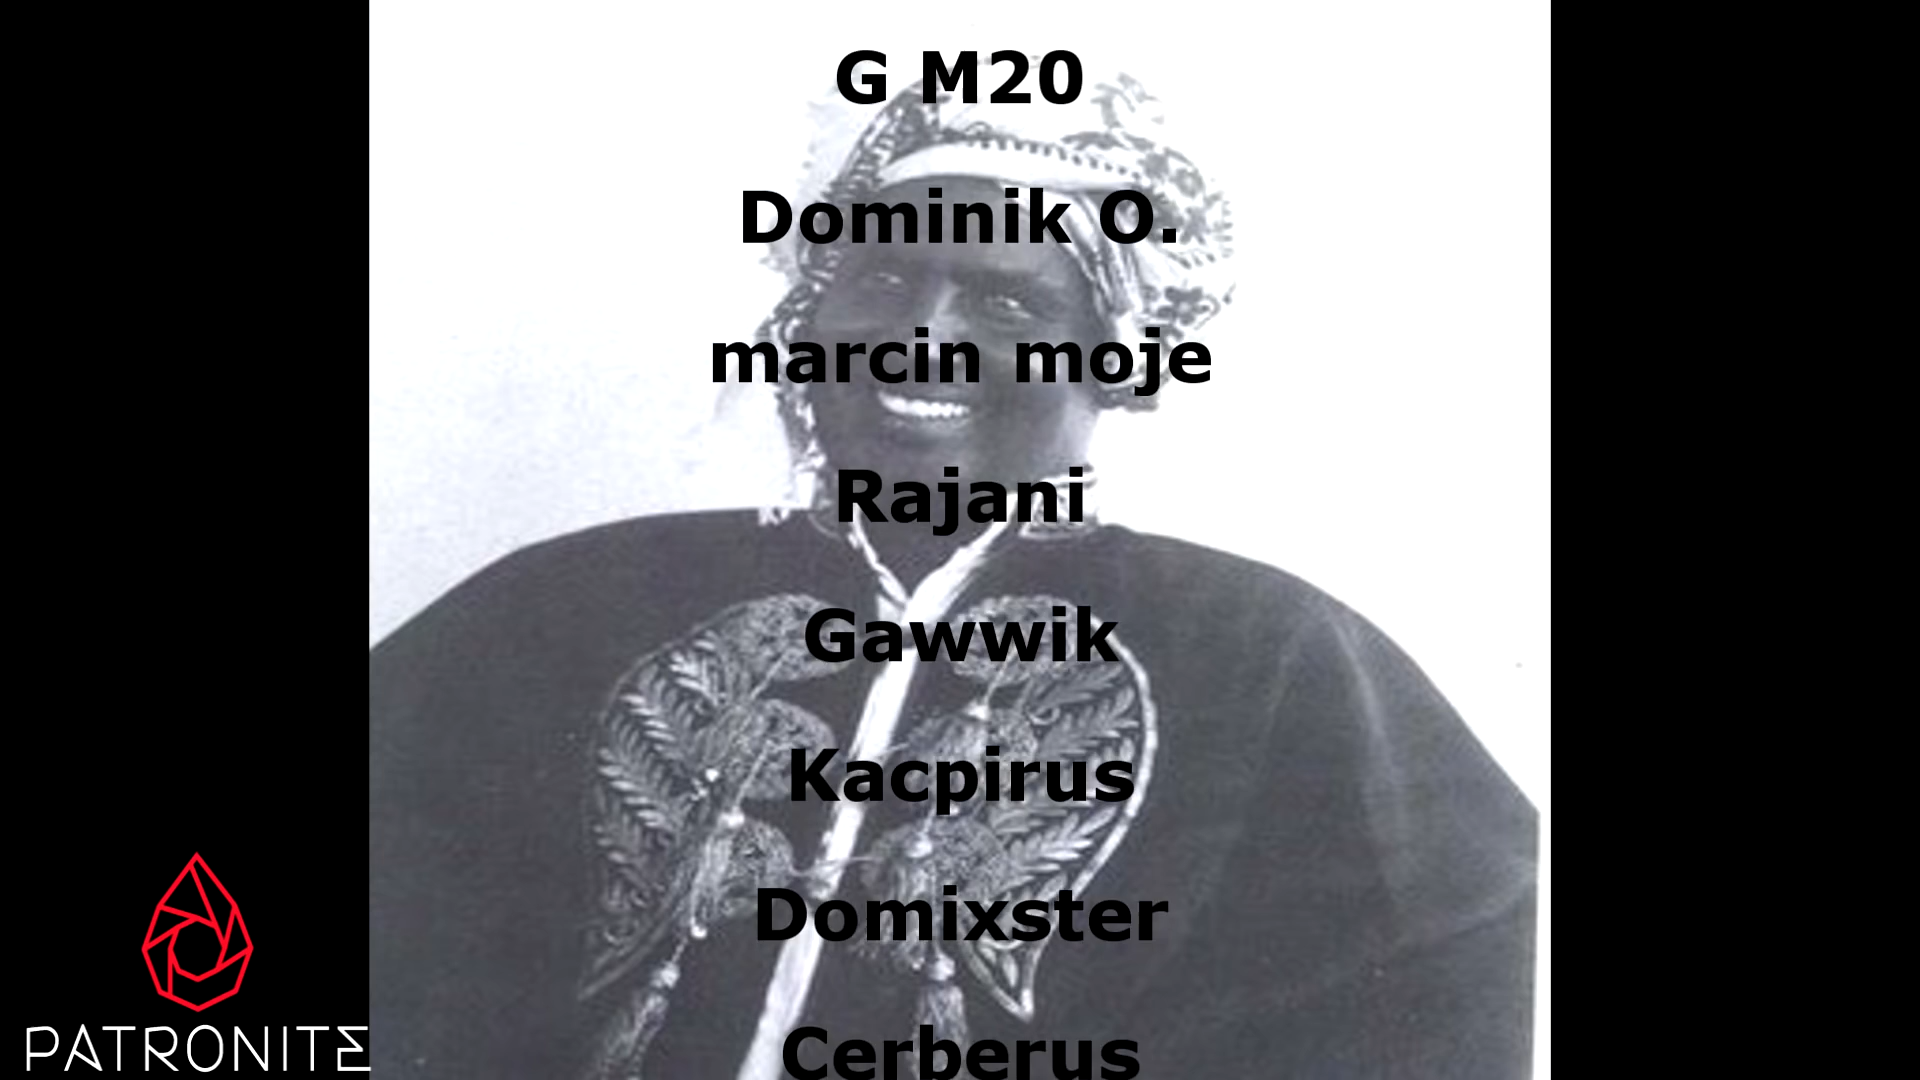 G M20
Dominik O.
marcin moje
Rajani
Gawwik
Kacpirus
Domixster
Cerberus
PATRONITE